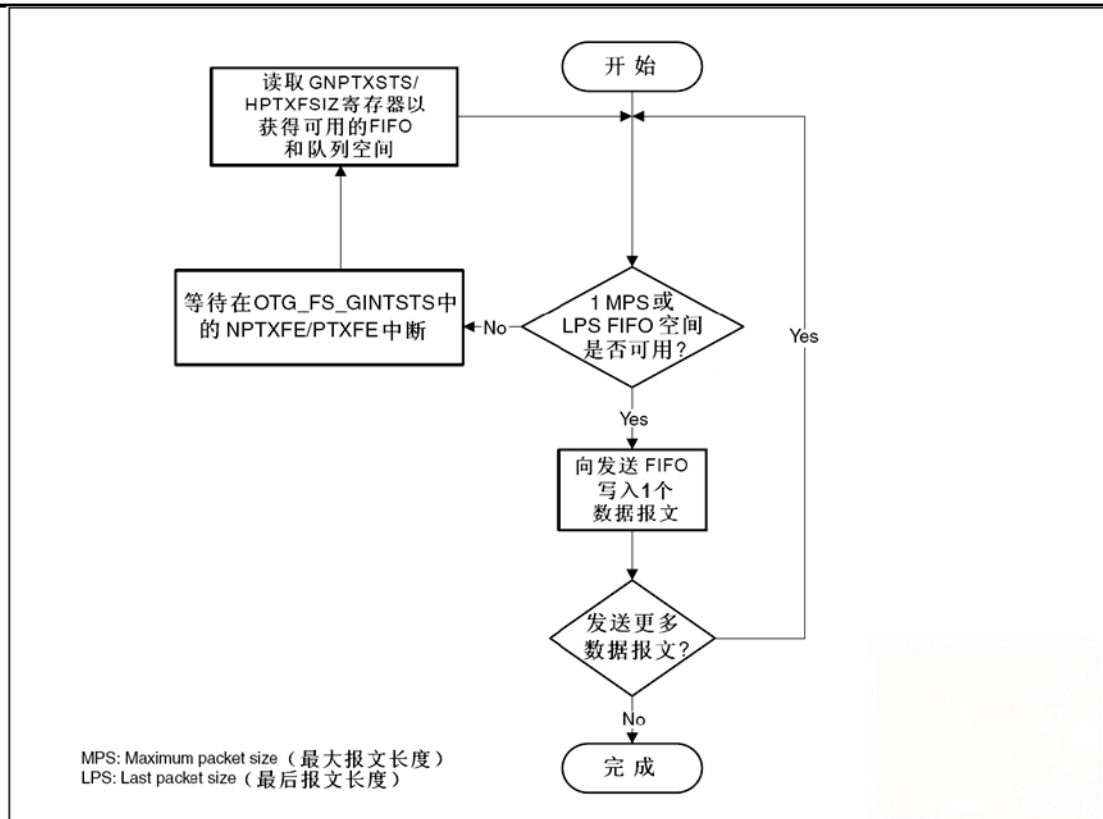 开 始
读取 GNPTXSTS/
HPTXFSIZ寄存器以
获得可用的FIFO
和队列空间
等待在OTG_FS_GINTSTS中
的 NPTXFE/PTXFE中断
No
1 MPS或
LPS FIFO 空间
是否可用?
Yes
Yes
向发送 FIFO
写入1个
数据报文
发送更多
数据报文?
No
完 成
MPS: Maximum packet size（最大报文长度）
LPS: Last packet size（最后报文长度）